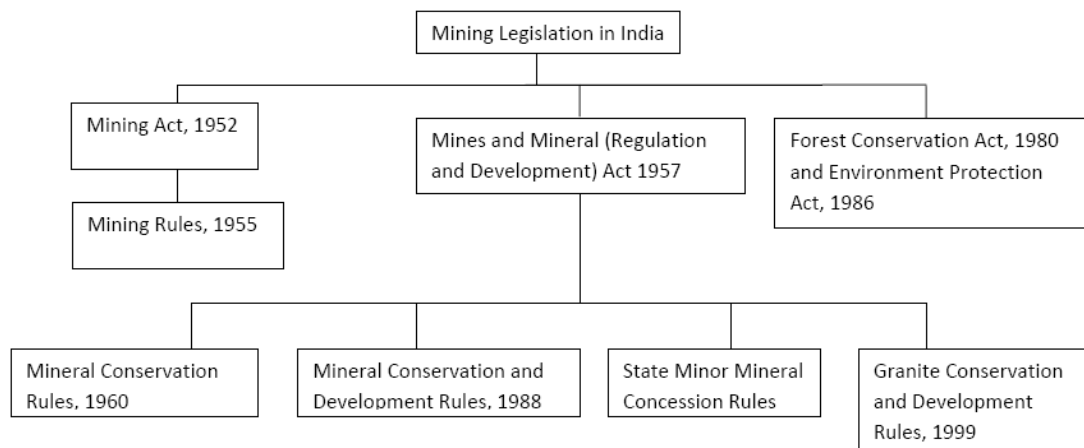 Mining Legislation in India
Mining Act, 1952
Mines and Mineral (Regulation
and Development) Act 1957
Forest Conservation Act, 1980
and Environment Protection
Act, 1986
Mining Rules, 1955
Mineral Conservation
Rules, 1960
Mineral Conservation and
Development Rules, 1988
State Minor Mineral
Concession Rules
Granite Conservation
and Development
Rules, 1999